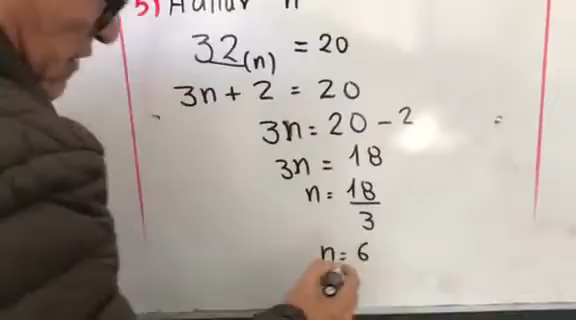 5) Hallar n
32(n) = 20
3n + 2 = 20
3n = 20 - 2
3n = 18
n = 18/3
n = 6